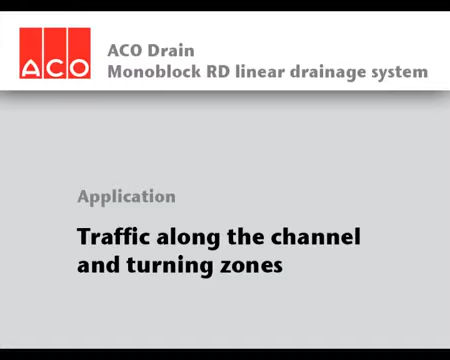 ACO
ACO Drain
Monoblock RD linear drainage system
Application
Traffic along the channel
and turning zones